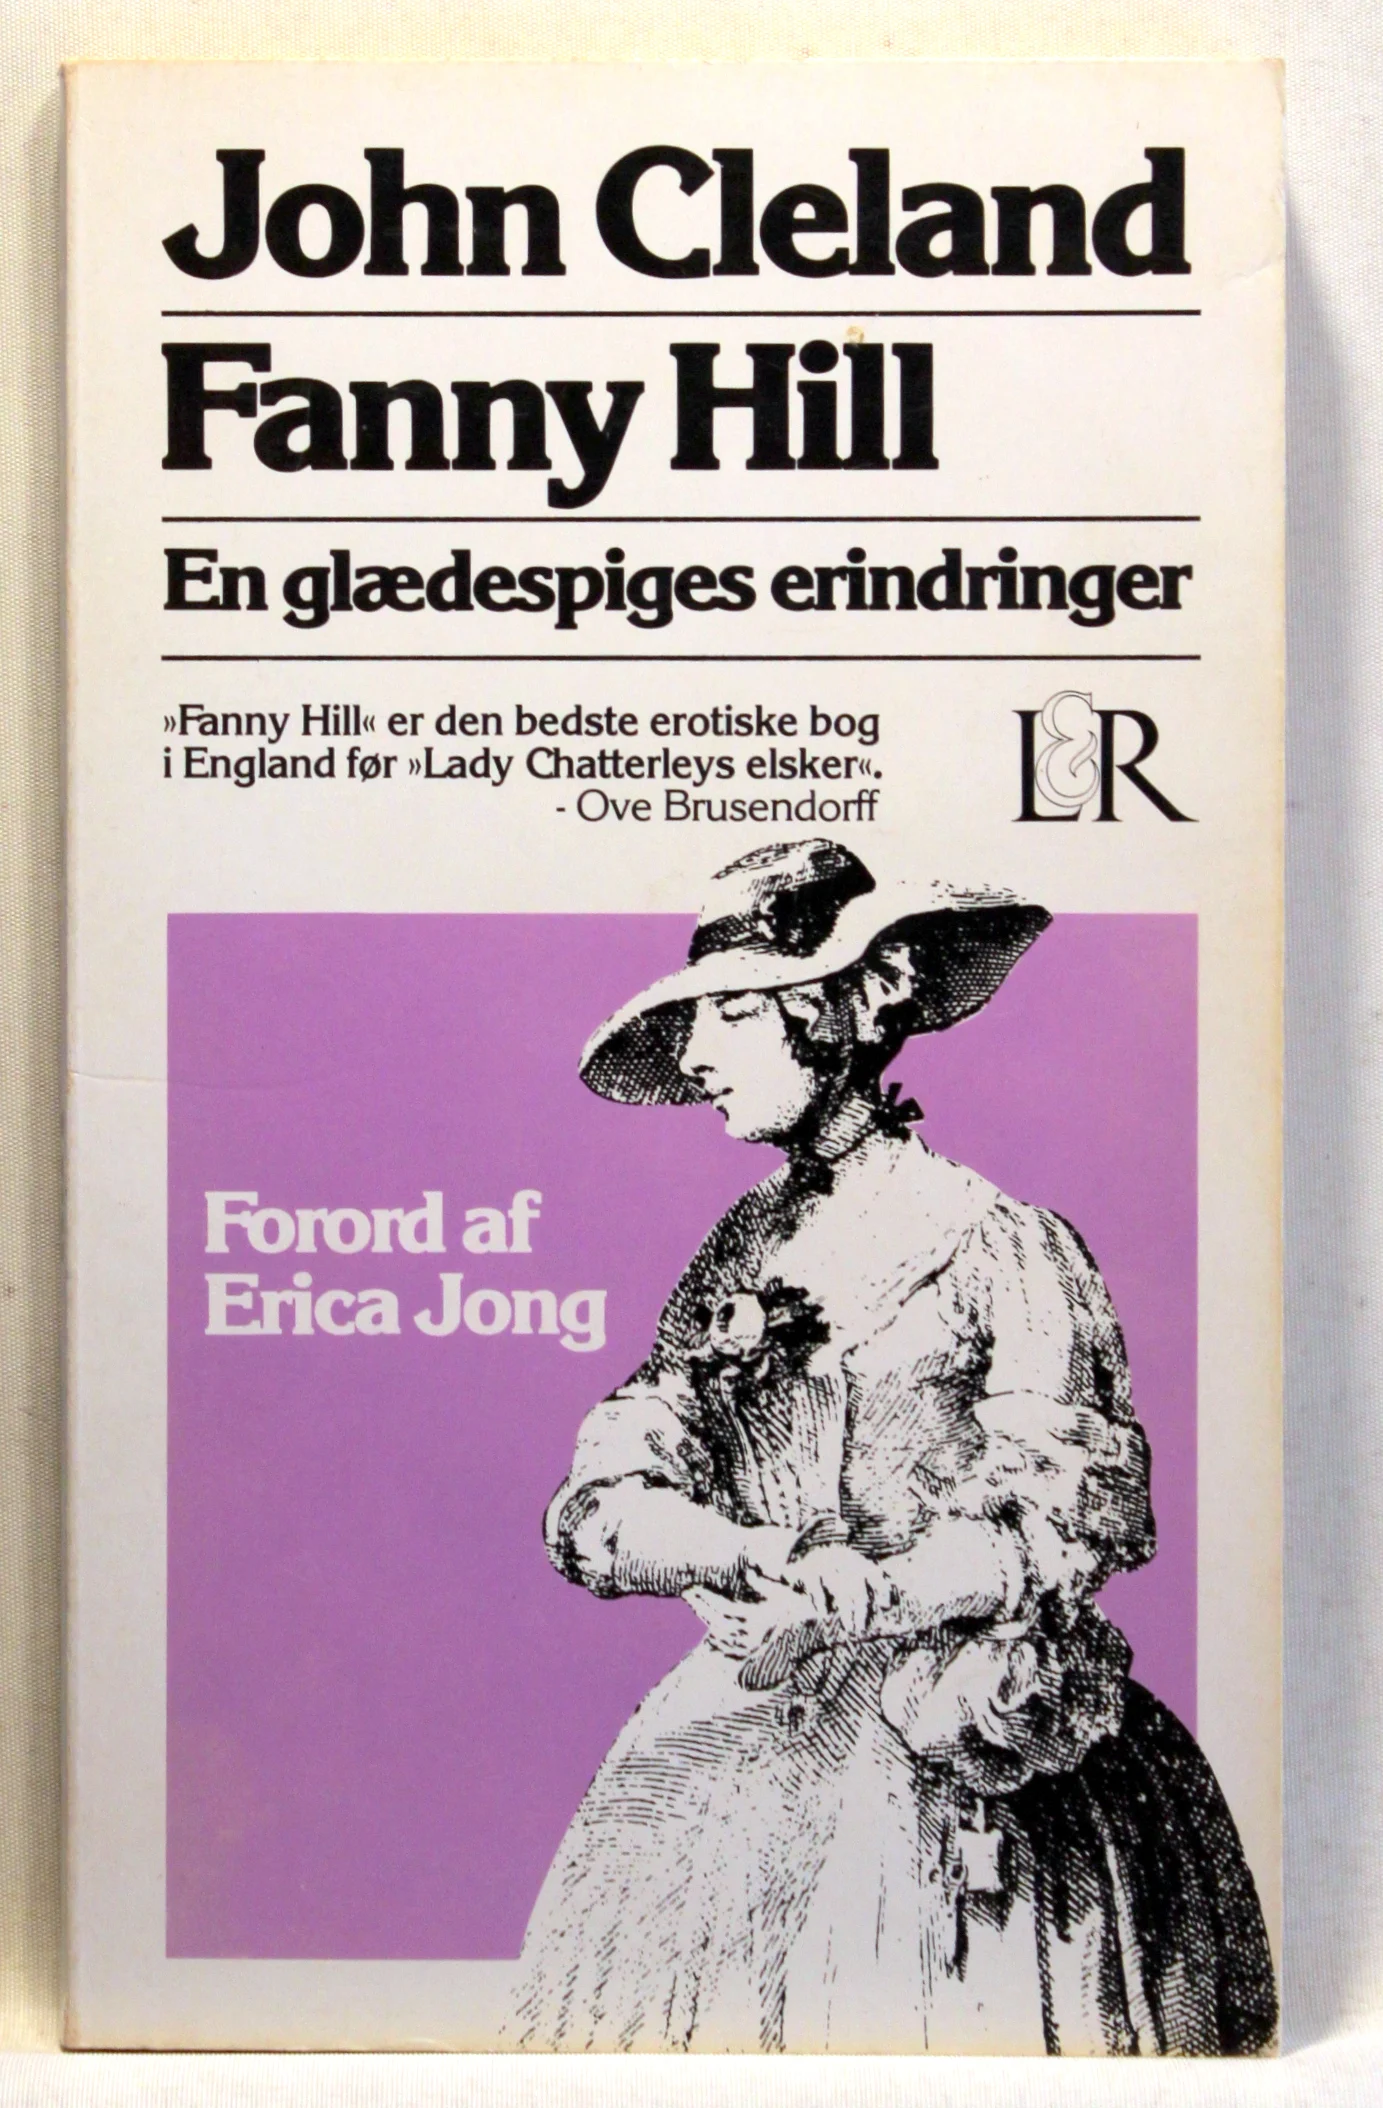 John Cleland
Fanny Hill
En glædespiges erindringer
»Fanny Hill« er den bedste erotiske bog
i England før »Lady Chatterleys elsker«.
- Ove Brusendorff
L&R
Forord af
Erica Jong